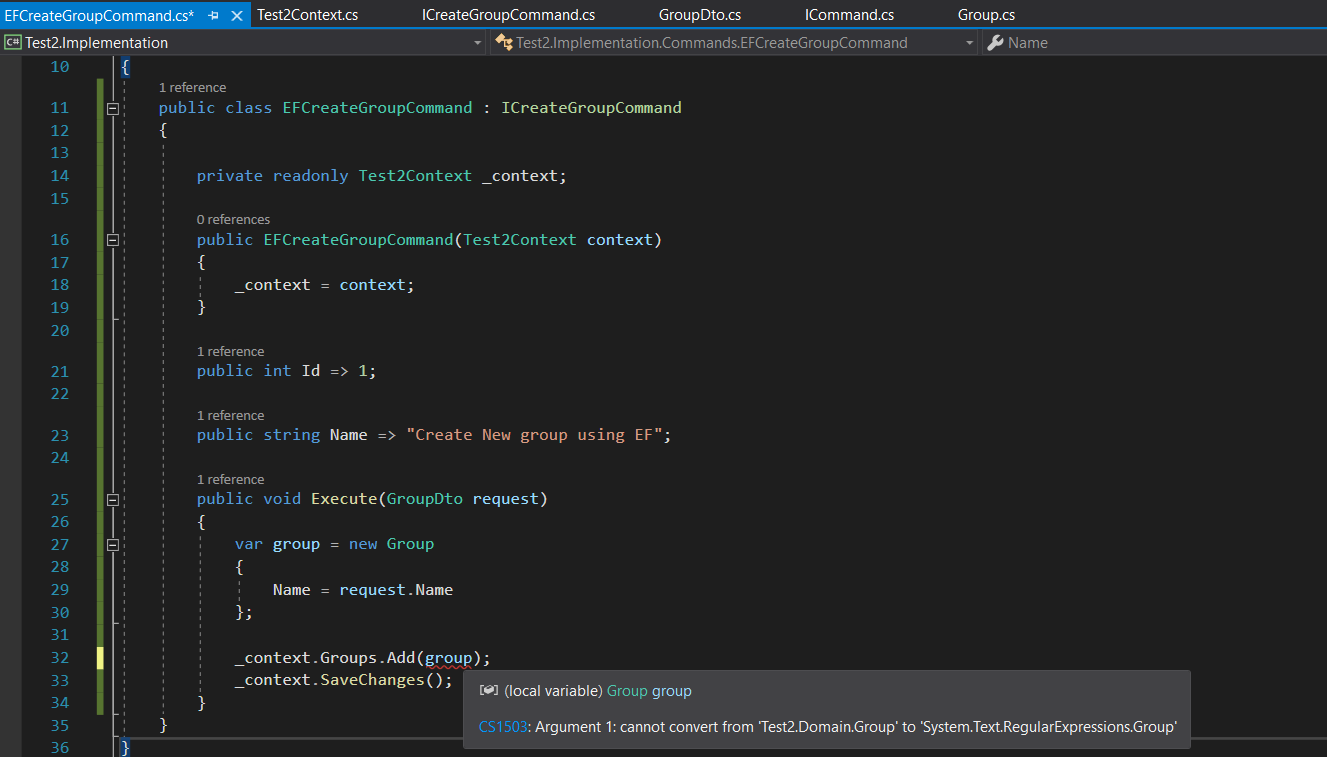 EFCreateGroupCommand.cs* Test2Context.cs ICreateGroupCommand.cs GroupDto.cs ICommand.cs Group.cs
C# Test2.Implementation Test2.Implementation.Commands.EFCreateGroupCommand Name
10 {
1 reference
11 public class EFCreateGroupCommand : ICreateGroupCommand
12 {
13
14 private readonly Test2Context _context;
15
0 references
16 public EFCreateGroupCommand(Test2Context context)
17 {
18 _context = context;
19 }
20
1 reference
21 public int Id => 1;
22
1 reference
23 public string Name => "Create New group using EF";
24
1 reference
25 public void Execute(GroupDto request)
26 {
27 var group = new Group
28 {
29 Name = request.Name
30 };
31
32 _context.Groups.Add(group);
33 _context.SaveChanges();
(local variable) Group group
34 }
35 }
CS1503: Argument 1: cannot convert from 'Test2.Domain.Group' to 'System.Text.RegularExpressions.Group'
36 }